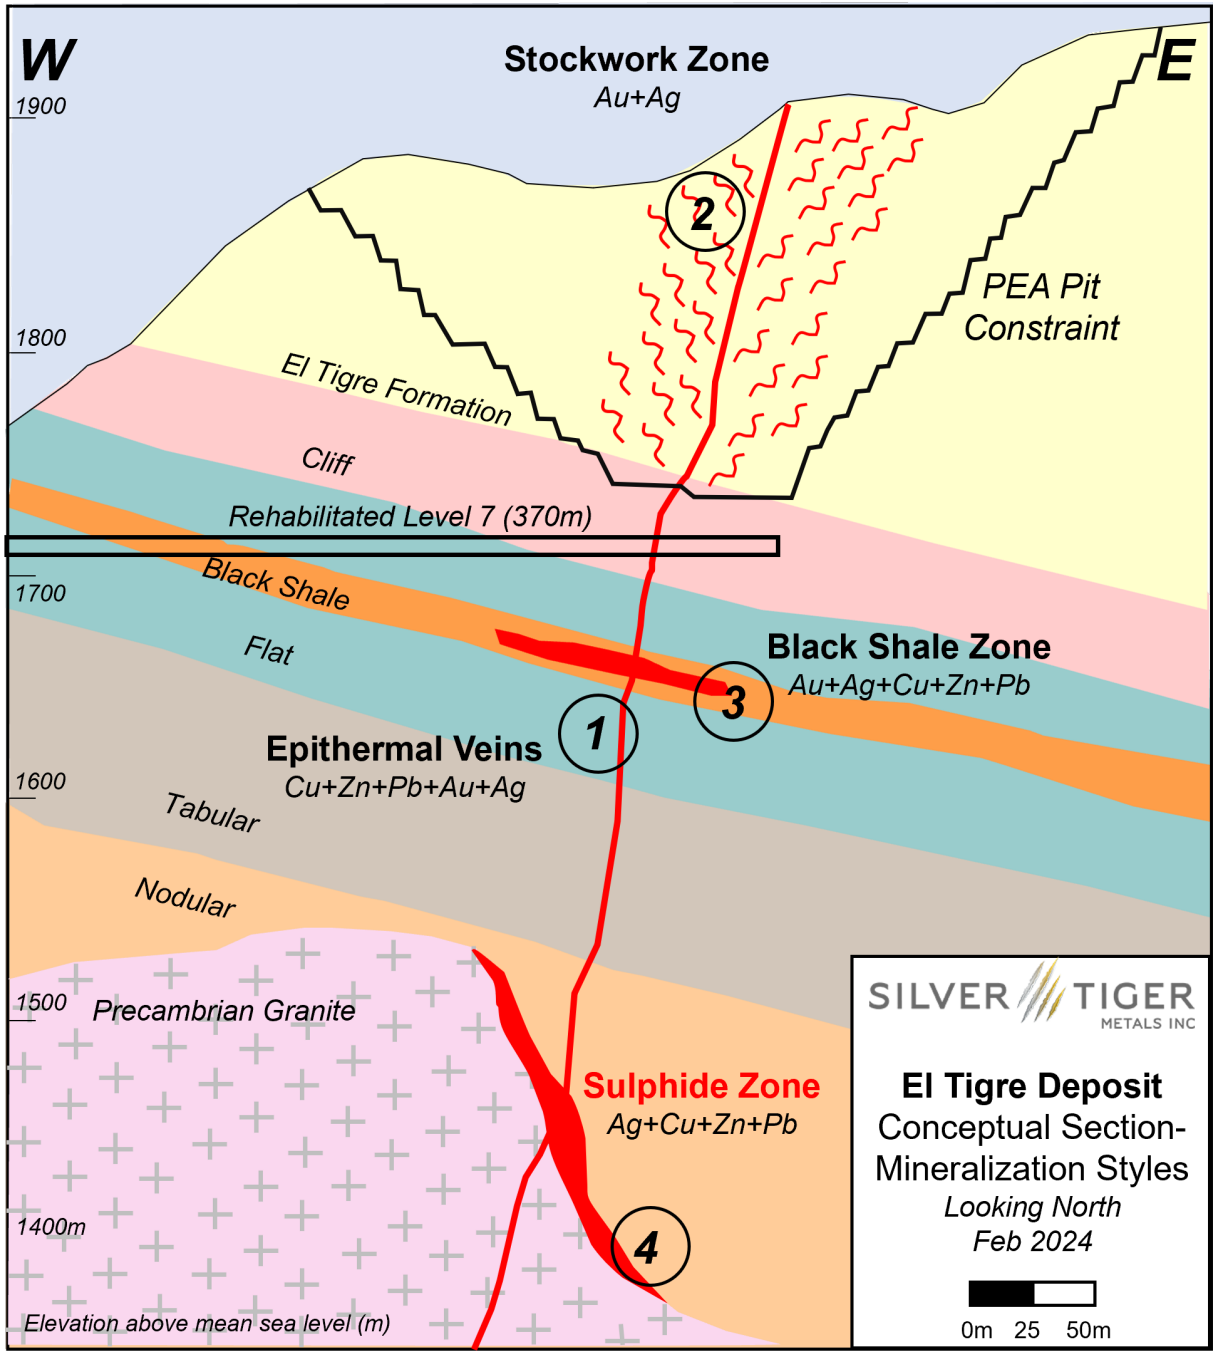 W
E
Stockwork Zone
Au+Ag
1900
2
PEA Pit
Constraint
1800
El Tigre Formation
Cliff
Rehabilitated Level 7 (370m)
1700
Black Shale
Flat
Black Shale Zone
Au+Ag+Cu+Zn+Pb
3
1
Epithermal Veins
Cu+Zn+Pb+Au+Ag
1600
Tabular
Nodular
1500
Precambrian Granite
Sulphide Zone
Ag+Cu+Zn+Pb
1400m
4
Elevation above mean sea level (m)
SILVER TIGER
METALS INC
El Tigre Deposit
Conceptual Section-
Mineralization Styles
Looking North
Feb 2024
0m 25 50m